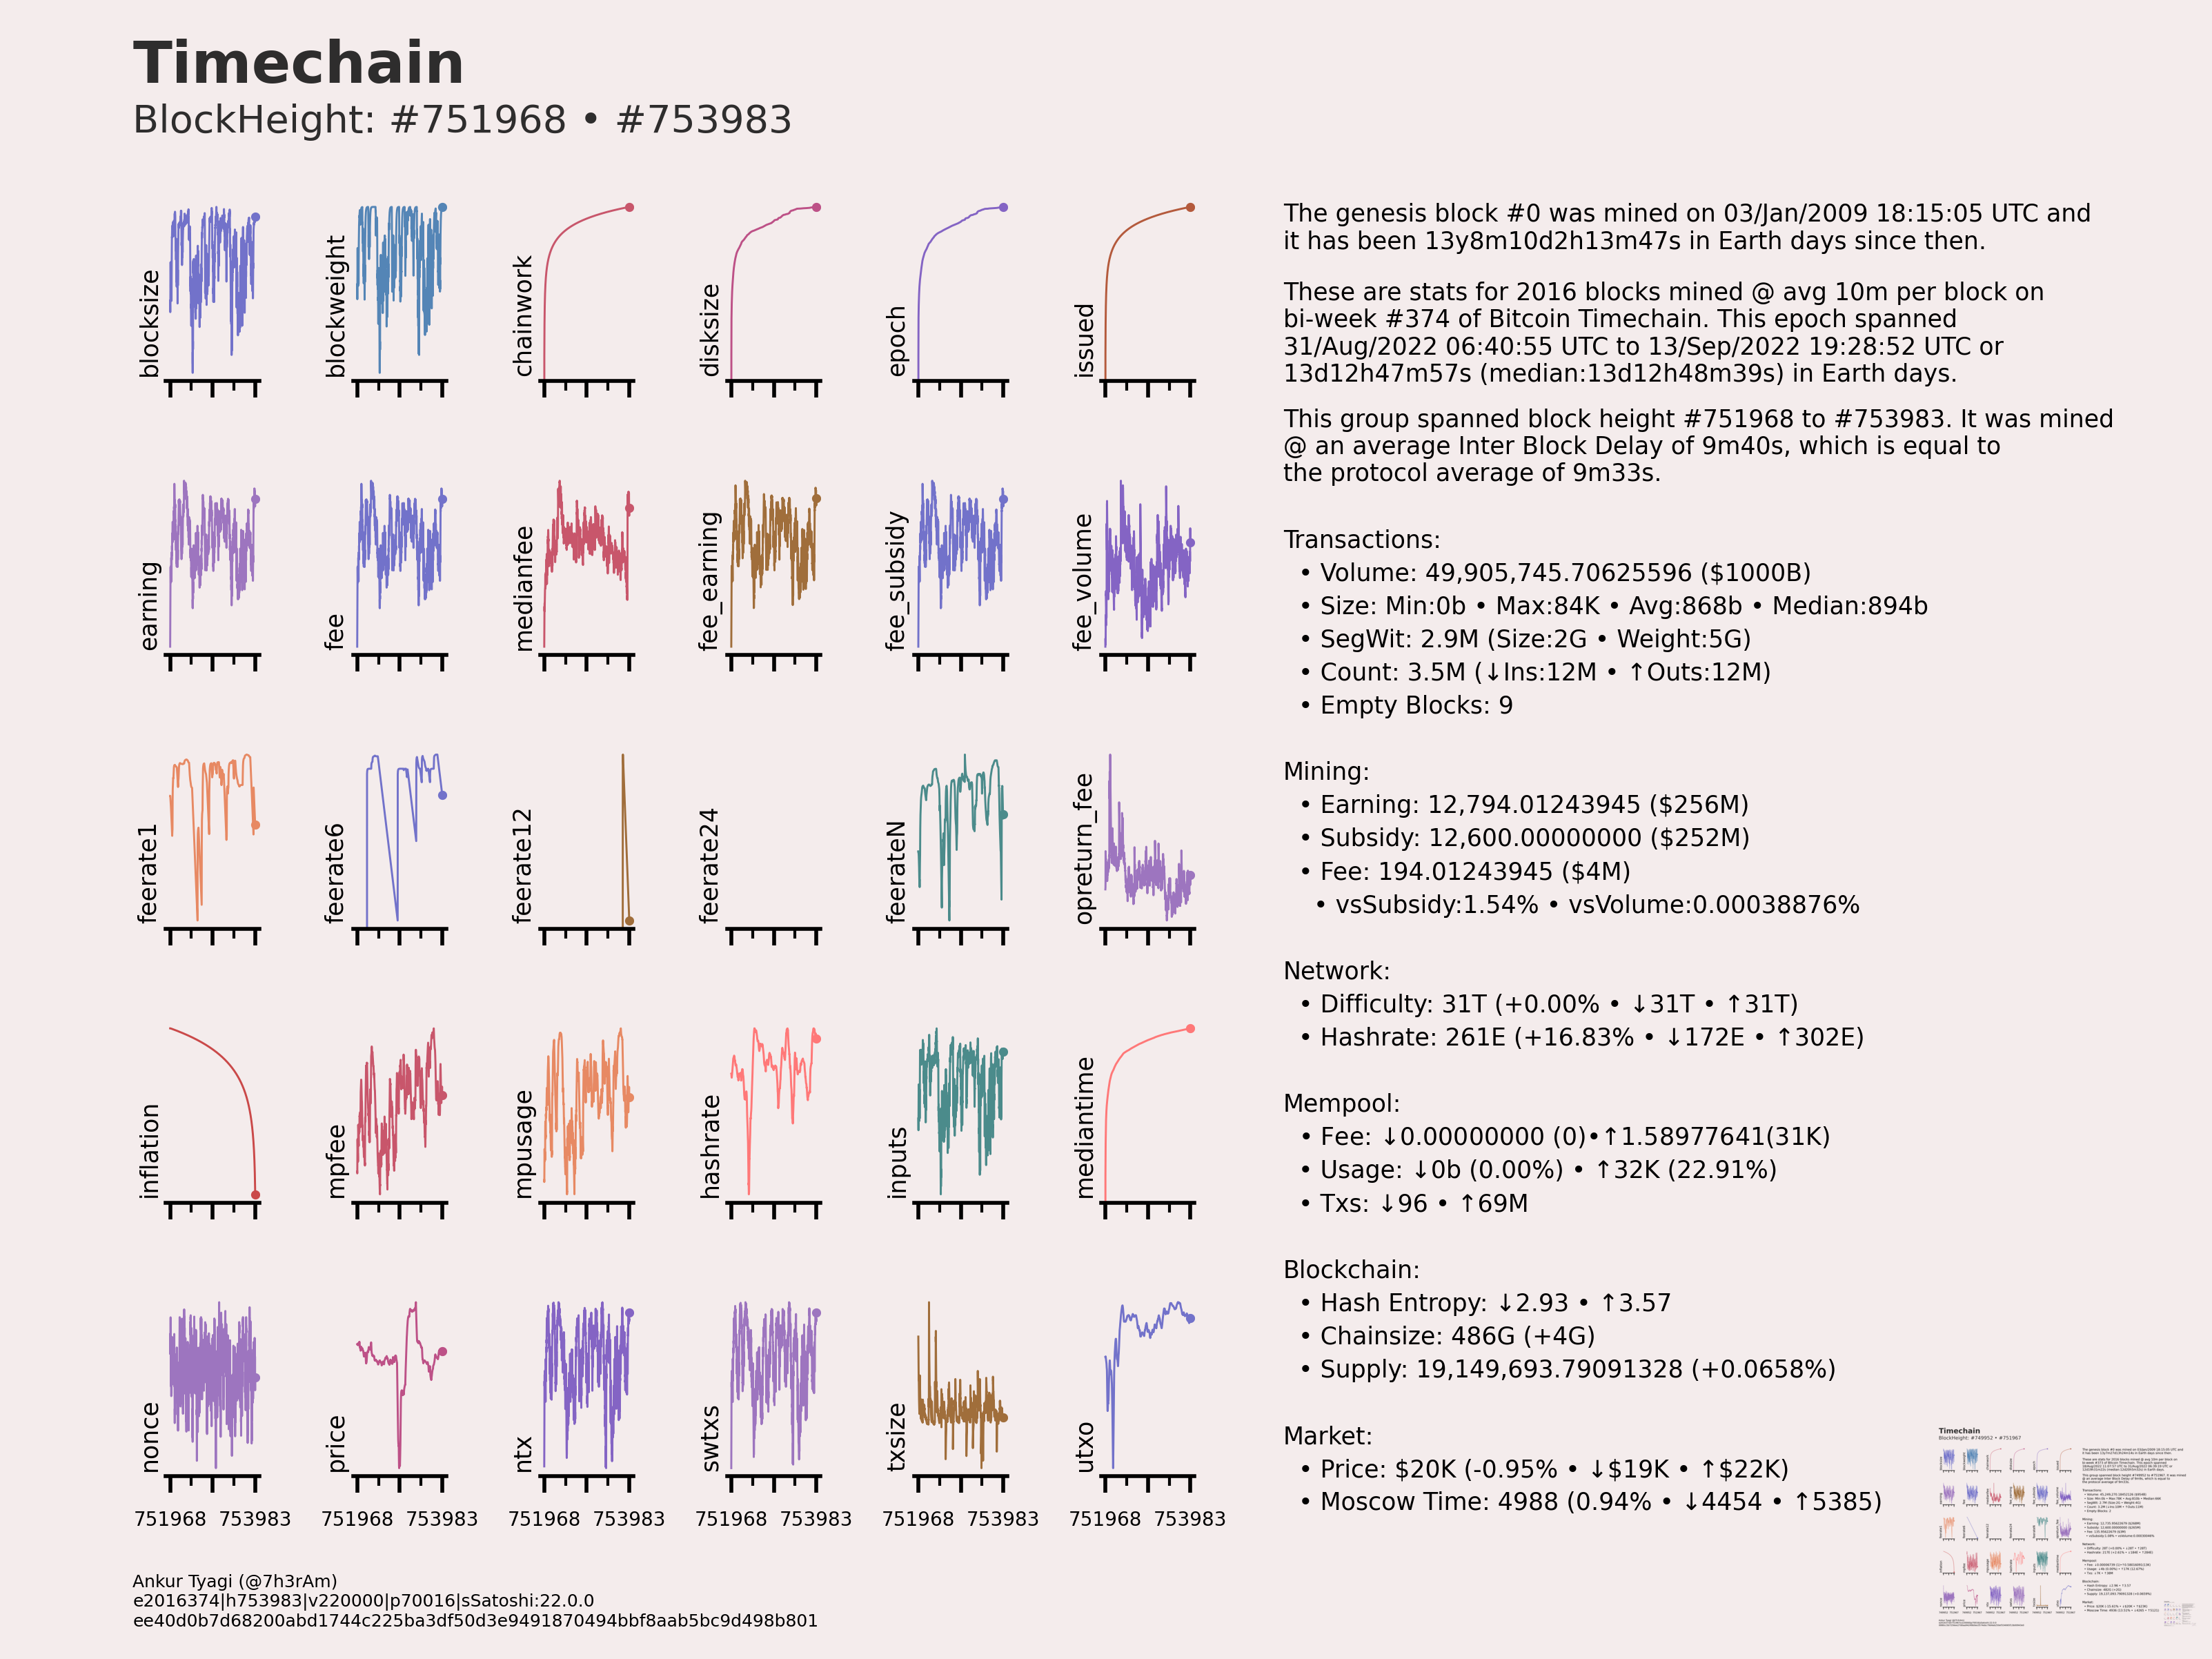 Timechain
BlockHeight: #751968 • #753983
blocksize
blockweight
chainwork
disksize
epoch
issued
earning
fee
medianfee
fee_earning
fee_subsidy
fee_volume
feerate1
feerate6
feerate12
feerate24
feerateN
opreturn_fee
inflation
mpfee
mpusage
hashrate
inputs
mediantime
nonce
price
ntx
swtxs
txsize
utxo
751968 753983 751968 753983 751968 753983 751968 753983 751968 753983 751968 753983
The genesis block #0 was mined on 03/Jan/2009 18:15:05 UTC and
it has been 13y8m10d2h13m47s in Earth days since then.
These are stats for 2016 blocks mined @ avg 10m per block on
bi-week #374 of Bitcoin Timechain. This epoch spanned
31/Aug/2022 06:40:55 UTC to 13/Sep/2022 19:28:52 UTC or
13d12h47m57s (median:13d12h48m39s) in Earth days.
This group spanned block height #751968 to #753983. It was mined
@ an average Inter Block Delay of 9m40s, which is equal to
the protocol average of 9m33s.
Transactions:
• Volume: 49,905,745.70625596 ($1000B)
• Size: Min:0b • Max:84K • Avg:868b • Median:894b
• SegWit: 2.9M (Size:2G • Weight:5G)
• Count: 3.5M (↓Ins:12M • ↑Outs:12M)
• Empty Blocks: 9
Mining:
• Earning: 12,794.01243945 ($256M)
• Subsidy: 12,600.00000000 ($252M)
• Fee: 194.01243945 ($4M)
• vsSubsidy:1.54% • vsVolume:0.00038876%
Network:
• Difficulty: 31T (+0.00% • ↓31T • ↑31T)
• Hashrate: 261E (+16.83% • ↓172E • ↑302E)
Mempool:
• Fee: ↓0.00000000 (0)•↑1.58977641(31K)
• Usage: ↓0b (0.00%) • ↑32K (22.91%)
• Txs: ↓96 • ↑69M
Blockchain:
• Hash Entropy: ↓2.93 • ↑3.57
• Chainsize: 486G (+4G)
• Supply: 19,149,693.79091328 (+0.0658%)
Market:
• Price: $20K (-0.95% • ↓$19K • ↑$22K)
• Moscow Time: 4988 (0.94% • ↓4454 • ↑5385)
Ankur Tyagi (@7h3rAm)
e2016374|h753983|v220000|p70016|sSatoshi:22.0.0
ee40d0b7d68200abd1744c225ba3df50d3e9491870494bbf8aab5bc9d498b801
Timechain
BlockHeight: #749952 • #751967